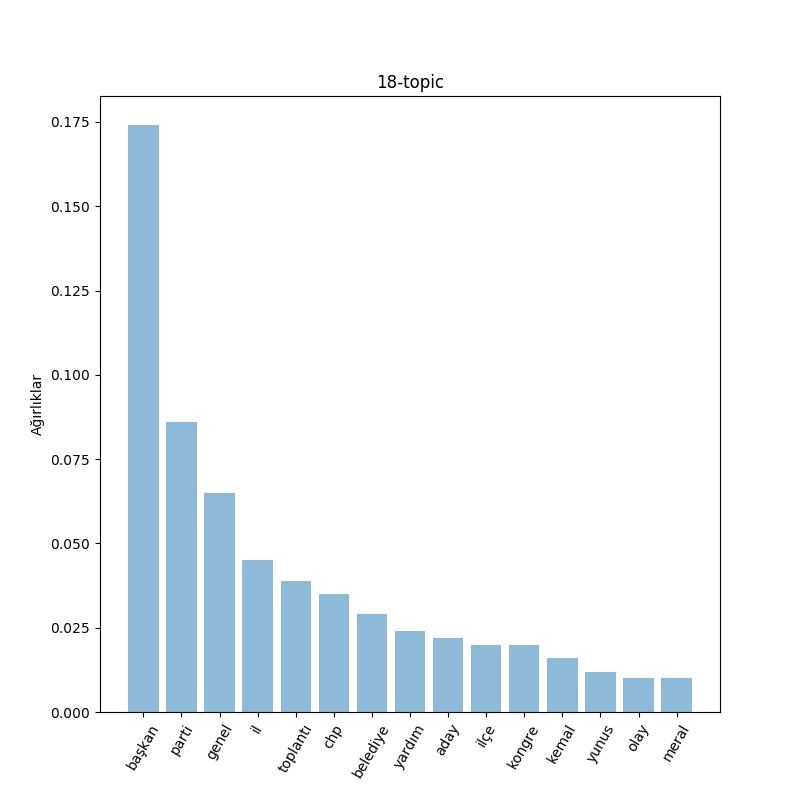 18-topic
Ağırlıklar
0.175
0.150
0.125
0.100
0.075
0.050
0.025
0.000
başkan
parti
genel
il
toplantı
chp
belediye
yardım
aday
ilçe
kongre
kemal
yunus
olay
meral